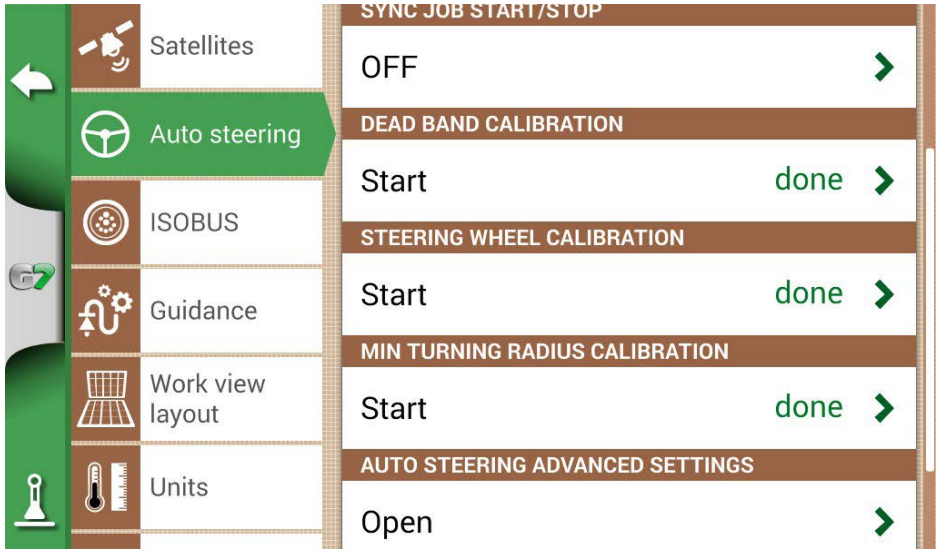 Satellites
Auto steering
ISOBUS
Guidance
Work view
layout
Units
G7
SYNC JOB START/STOP
OFF
DEAD BAND CALIBRATION
Start done
STEERING WHEEL CALIBRATION
Start done
MIN TURNING RADIUS CALIBRATION
Start done
AUTO STEERING ADVANCED SETTINGS
Open